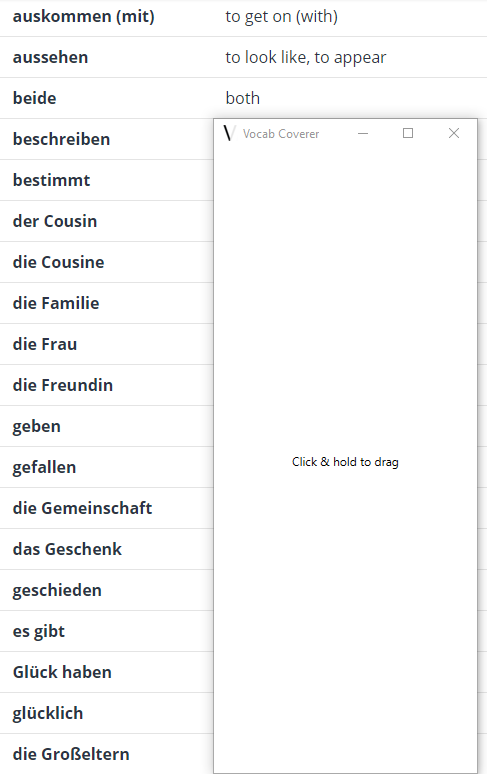 auskommen (mit) to get on (with)
aussehen to look like, to appear
beide both
beschreiben
Vocab Coverer
bestimmt
der Cousin
die Cousine
die Familie
die Frau
die Freundin
geben
gefallen
Click & hold to drag
die Gemeinschaft
das Geschenk
geschieden
es gibt
Glück haben
glücklich
die Großeltern